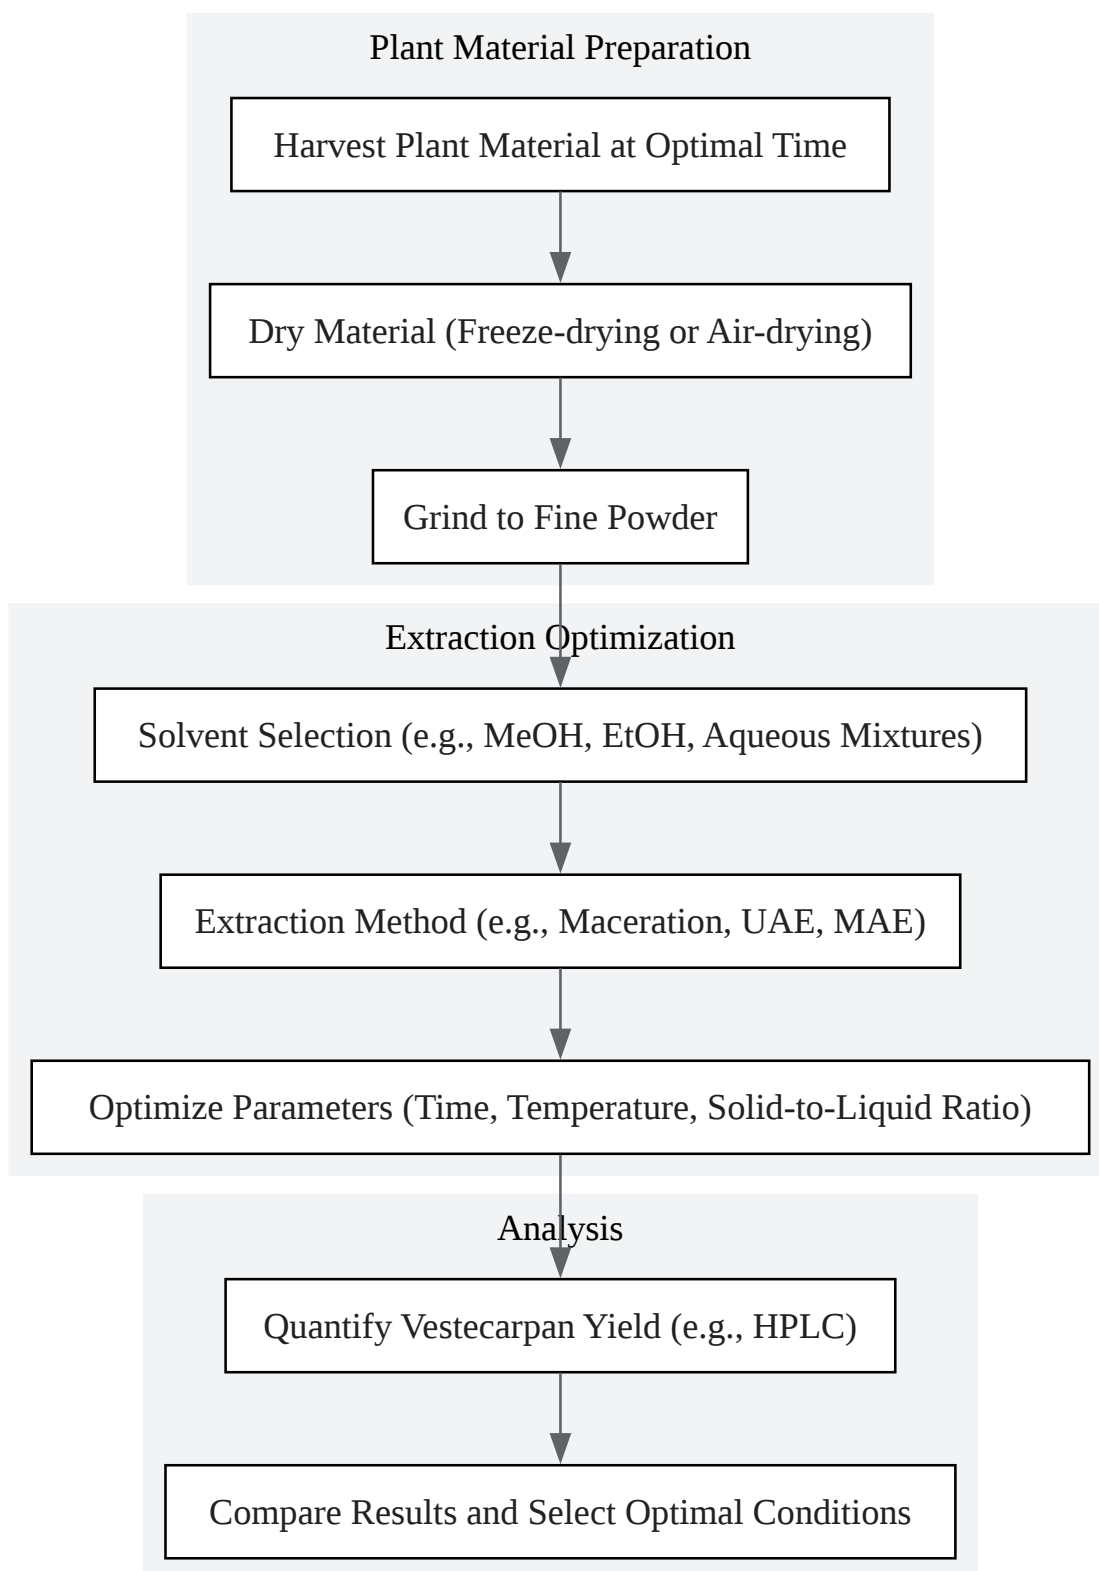 Plant Material Preparation
Harvest Plant Material at Optimal Time
Dry Material (Freeze-drying or Air-drying)
Grind to Fine Powder
Extraction Optimization
Solvent Selection (e.g., MeOH, EtOH, Aqueous Mixtures)
Extraction Method (e.g., Maceration, UAE, MAE)
Optimize Parameters (Time, Temperature, Solid-to-Liquid Ratio)
Analysis
Quantify Vestecarpan Yield (e.g., HPLC)
Compare Results and Select Optimal Conditions